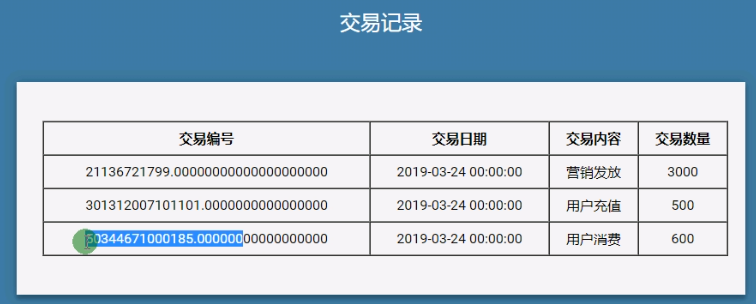 交易记录
交易编号 交易日期 交易内容 交易数量
21136721799.00000000000000000000 2019-03-24 00:00:00 营销发放 3000
301312007101101.0000000000000000 2019-03-24 00:00:00 用户充值 500
50344671000185.00000000000000000 2019-03-24 00:00:00 用户消费 600